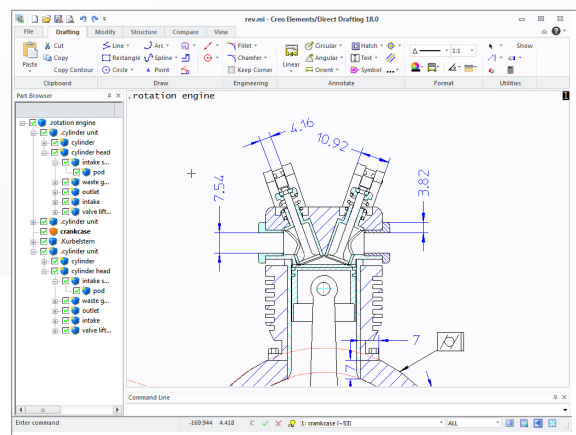 rev.mi - Creo Elements/Direct Drafting 18.0
File Drafting Modify Structure Compare View
Paste
Cut
Copy
Copy Contour
Clipboard
Line Arc
Rectangle Spline
Circle Point
Draw
Fillet
Chamfer
Keep Corner
Engineering
Linear
Circular Hatch
Angular Text
Orient Symbol ...
Annotate
1:1
Format
Show
Utilities
Part Browser
.rotation engine
.cylinder unit
cylinder
cylinder head
intake s...
pod
waste g...
outlet
intake
valve lift...
.cylinder unit
crankcase
.Kurbelstern
.cylinder unit
cylinder
cylinder head
intake s...
pod
waste g...
outlet
intake
valve lift...
.rotation engine
1
4.16
10.92
7.54
3.82
7
7
Command Line
Enter command
-169.944 4.418 C 1: crankcase [~53] ALL